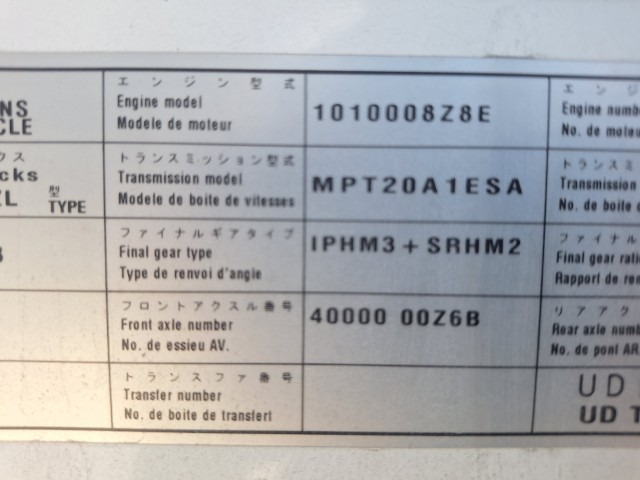 NS
CLE
クス
cks
型
TYPE
エンジン型式
Engine model
Modele de moteur
1010008Z8E
トランスミッション型式
Transmission model
Modele de boite de vitesses
MPT20A1ESA
ファイナルギアタイプ
Final gear type
Type de renvoi d'angle
IPHM3+SRHM2
フロントアクスル番号
Front axle number
No. de essieu AV.
40000 00Z6B
トランスファ番号
Transfer number
No. de boite de transfert
エンジ
Engine numb
No. de moteu
トランスミ
Transmission
No. de boite d
ファイナル
Final gear rati
Rapport de ren
リアアク
Rear axle numb
No. de pont AR.
UD
UD T